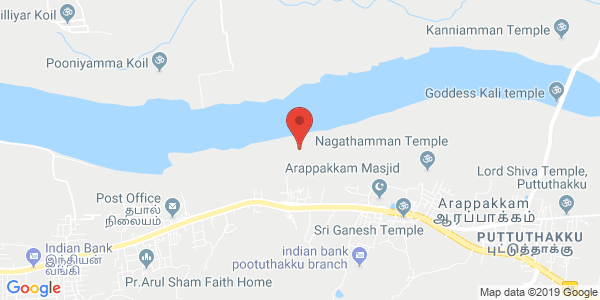 illiyar Koil
Kanniamman Temple
Pooniyamma Koil
Goddess Kali temple
Nagathamman Temple
Arappakkam Masjid
Lord Shiva Temple,
Puttuthakku
Post Office
தபால்
நிலையம்
Arappakkam
ஆரப்பாக்கம்
Sri Ganesh Temple
PUTTUTHAKKU
புட்டுத்தாக்கு
Indian Bank
இந்தியன்
வங்கி
indian bank
pootuthakku branch
Pr.Arul Sham Faith Home
Google
Map data ©2019 Google